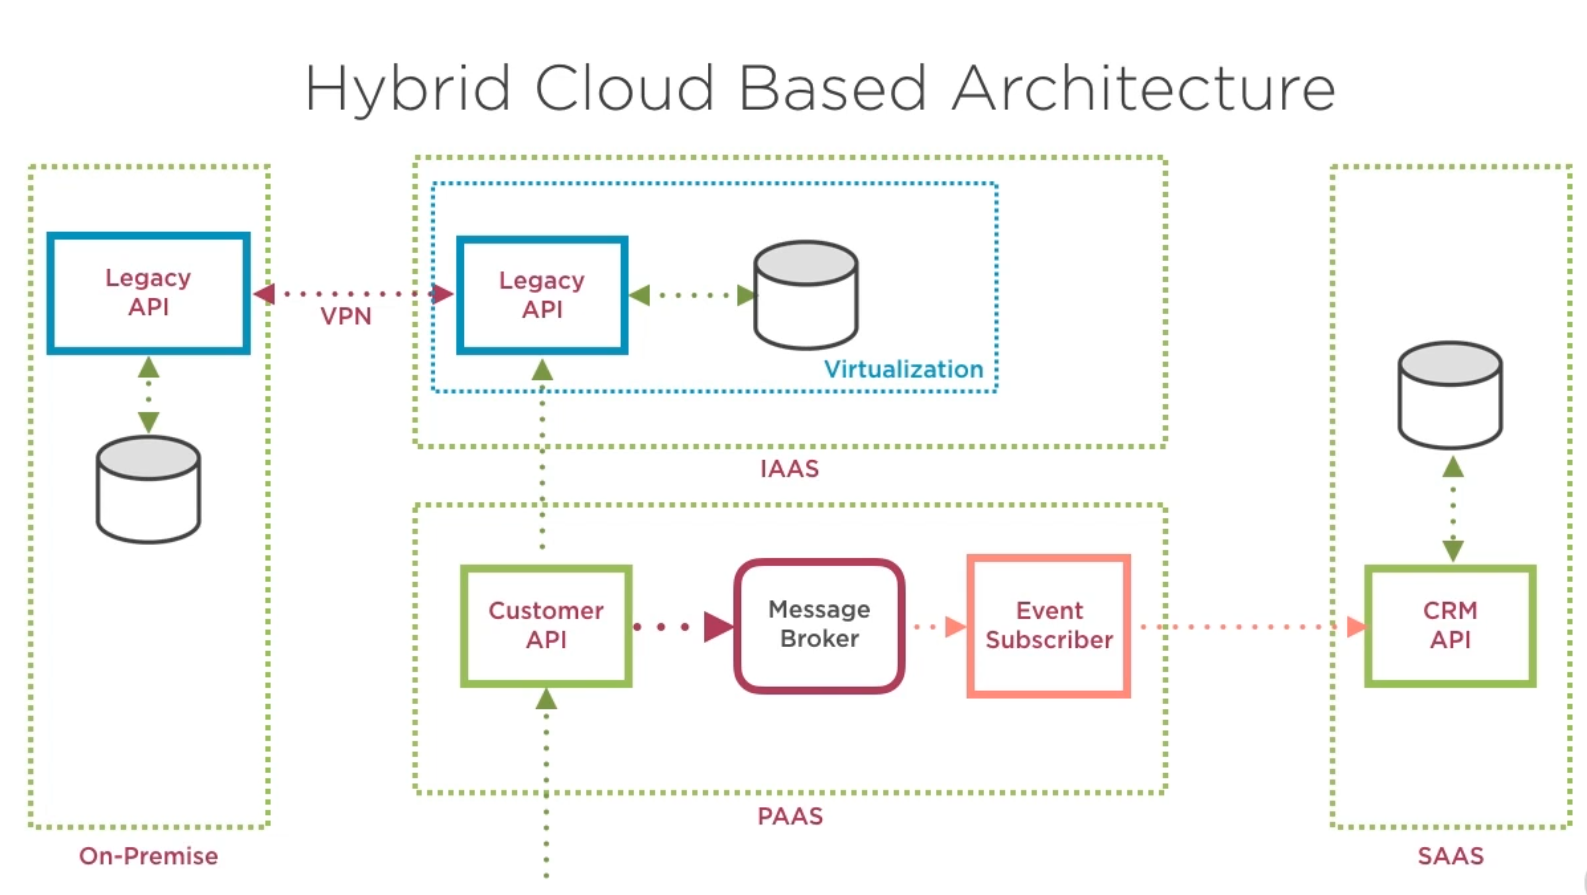 Hybrid Cloud Based Architecture
Legacy
API
VPN
Legacy
API
Virtualization
IAAS
Customer
API
Message
Broker
Event
Subscriber
CRM
API
PAAS
On-Premise
SAAS